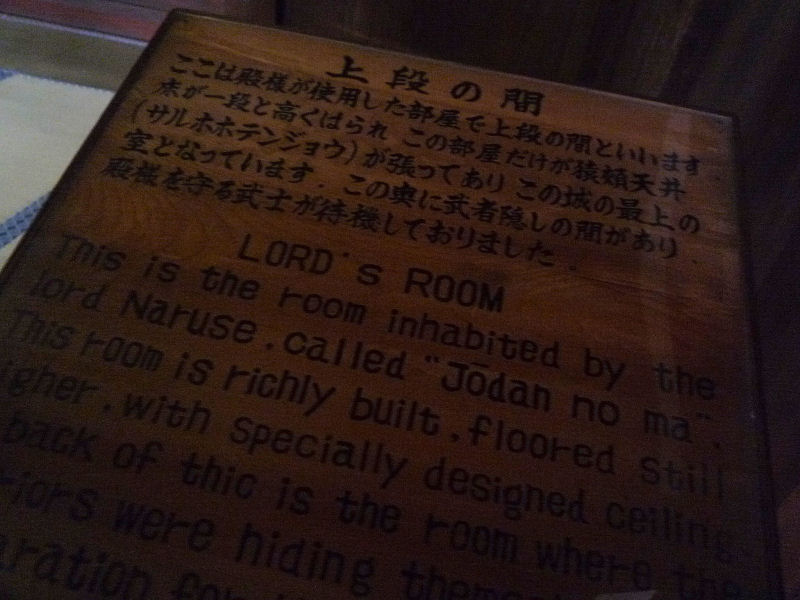 上段の間
ここは殿様が使用した部屋で上段の間といいます.
床が一段と高くはられ この部屋だけが猿頬天井
(サルホホテンジョウ)が張ってあり この城の最上の
室となっています. この奥に武者隠しの間があり.
殿様を守る武士が待機しておりました.
LORD's ROOM
This is the room inhabited by the
lord Naruse, called "Jōdan no ma".
This room is richly built, floored still
igher, with specially designed ceiling.
back of thic is the room where the
riors were hiding
aration